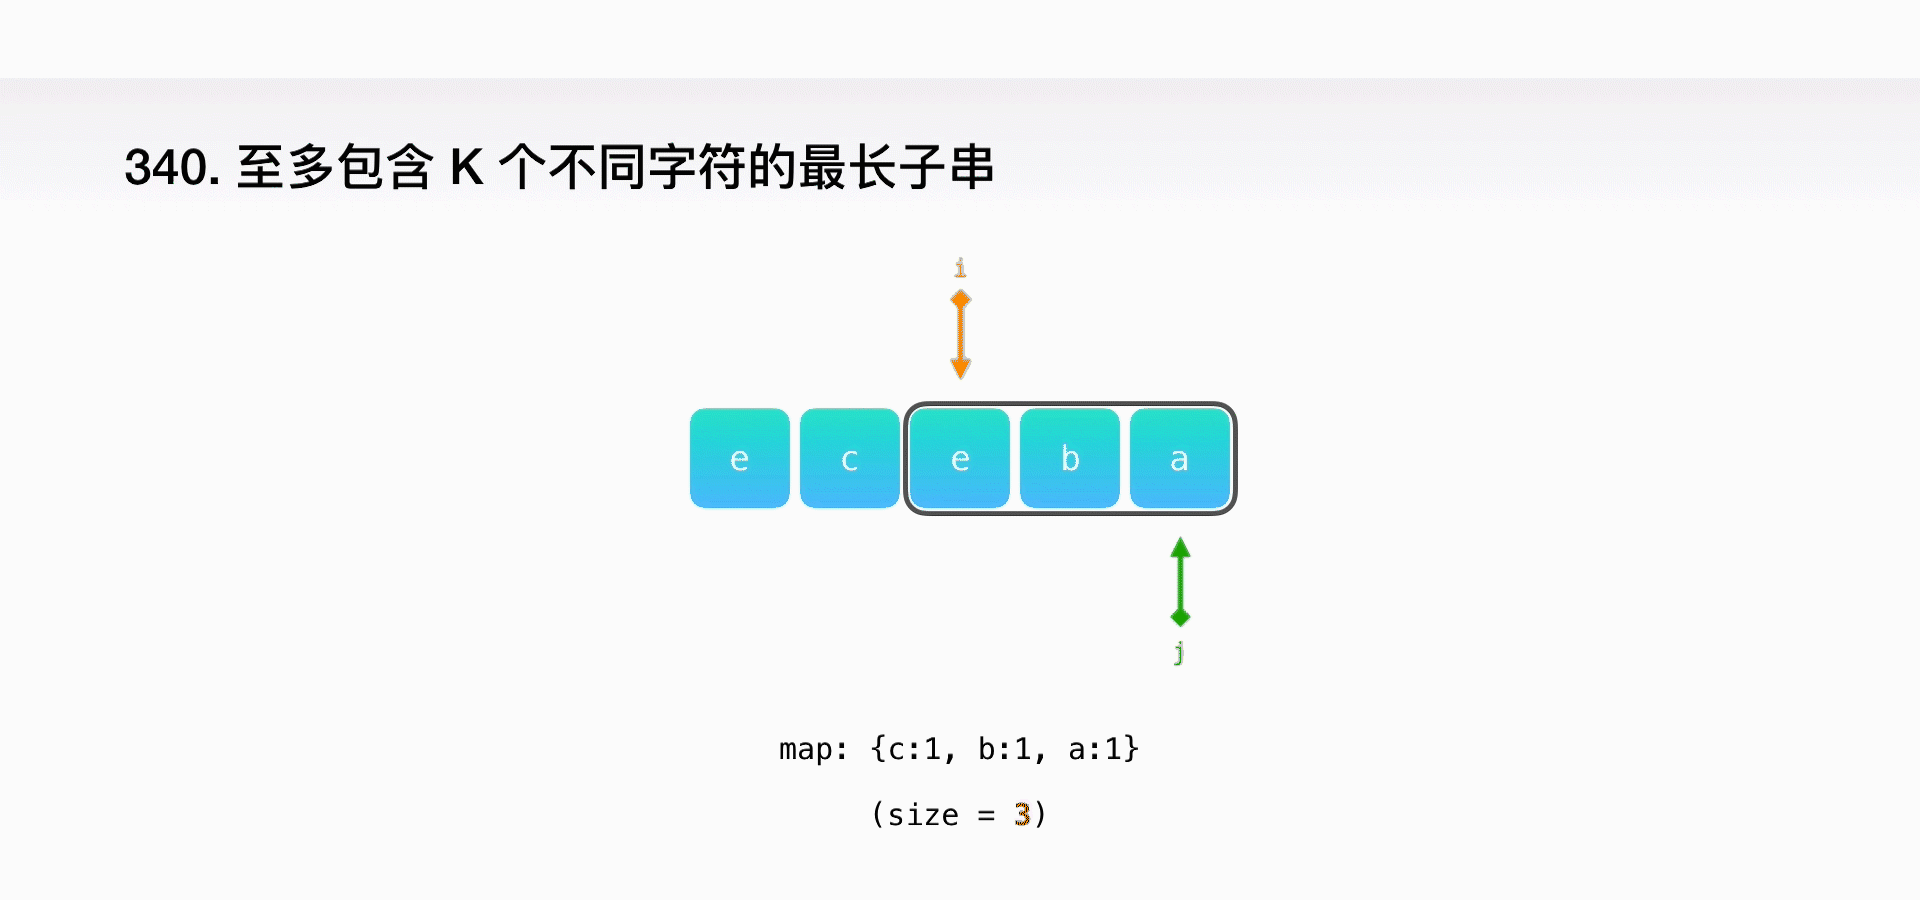 340. 至多包含 K 个不同字符的最长子串
i
e c e b a
j
map: {c:1, b:1, a:1}
(size = 3)